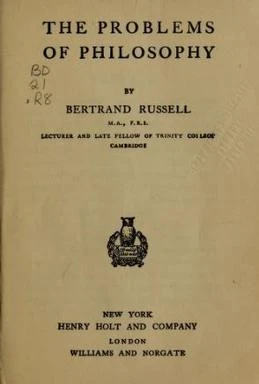 THE PROBLEMS
OF PHILOSOPHY
BD
21
.R8
BY
BERTRAND RUSSELL
M.A., F.R.S.
LECTURER AND LATE FELLOW OF TRINITY COLLEGE
CAMBRIDGE
NEW YORK
HENRY HOLT AND COMPANY
LONDON
WILLIAMS AND NORGATE